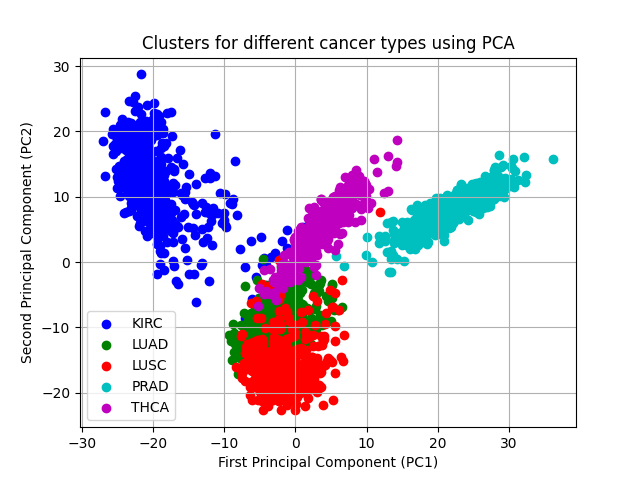 Clusters for different cancer types using PCA
Second Principal Component (PC2)
30
20
10
0
−10
−20
KIRC
LUAD
LUSC
PRAD
THCA
−30 −20 −10 0 10 20 30
First Principal Component (PC1)